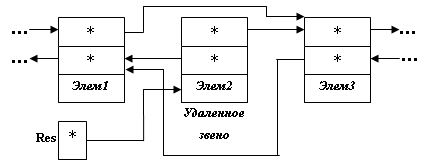 ... * * * ...
... * * * ...
Элем1 Элем2 Элем3
Удаленное
звено
Res *